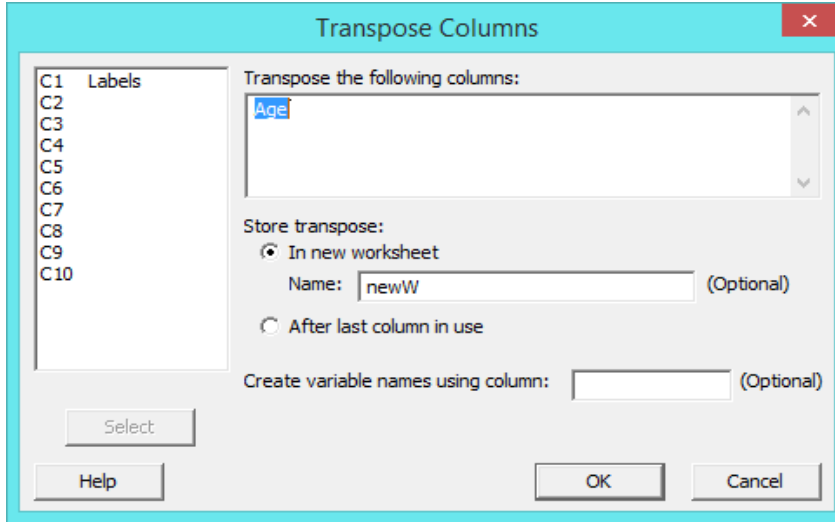 Transpose Columns
C1 Labels
C2
C3
C4
C5
C6
C7
C8
C9
C10
Select
Help
Transpose the following columns:
Age
Store transpose:
In new worksheet
Name: newW (Optional)
After last column in use
Create variable names using column: (Optional)
OK Cancel